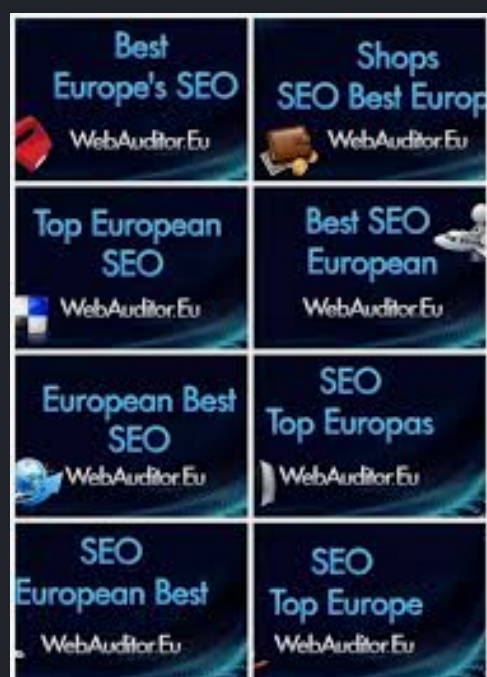 Best
Europe's SEO
WebAuditor.Eu
Shops
SEO Best Europ
WebAuditor.Eu
Top European
SEO
WebAuditor.Eu
Best SEO
European
WebAuditor.Eu
European Best
SEO
WebAuditor.Eu
SEO
Top Europas
WebAuditor.Eu
SEO
European Best
WebAuditor.Eu
SEO
Top Europe
WebAuditor.Eu